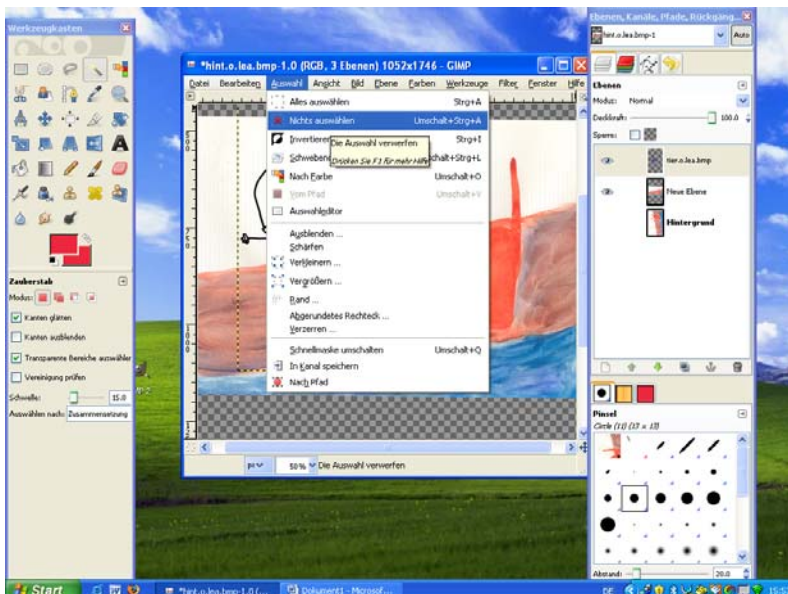 Werkzeugkasten
Modus:
Zauberstab
Kanten glätten
Kanten ausblenden
Transparente Bereiche auswählen
Vereinigung prüfen
Schwelle: 15.0
Auswählen nach: Zusammensetzung
*hint.o.lea.bmp-1.0 (RGB, 3 Ebenen) 1052x1746 - GIMP
Datei Bearbeiten Auswahl Ansicht Bild Ebene Farben Werkzeuge Filter Fenster Hilfe
Alles auswählen Strg+A
Nichts auswählen Umschalt+Strg+A
Invertieren Strg+I
Die Auswahl verwerfen
Drücken Sie F1 für mehr Hilfe
Nach Farbe Umschalt+O
Vom Pfad Umschalt+V
Auswahleditor
Ausblenden ...
Schärfen
Verkleinern ...
Vergrößern ...
Rand ...
Abgerundetes Rechteck ...
Verzerren ...
Schnellmaske umschalten Umschalt+Q
In Kanal speichern
Nach Pfad
px 50% Die Auswahl verwerfen
Ebenen, Kanäle, Pfade, Rückgäng...
hint.o.lea.bmp-1 Auto
Ebenen
Modus: Normal
Deckkraft: 100.0
Sperre:
tier.o.lea.bmp
Neue Ebene
Hintergrund
Pinsel
Circle (11) (13 × 13)
Abstand: 20.0
Start
*hint.o.lea.bmp-1.0 (...
Dokument1 - Microsof...
DE